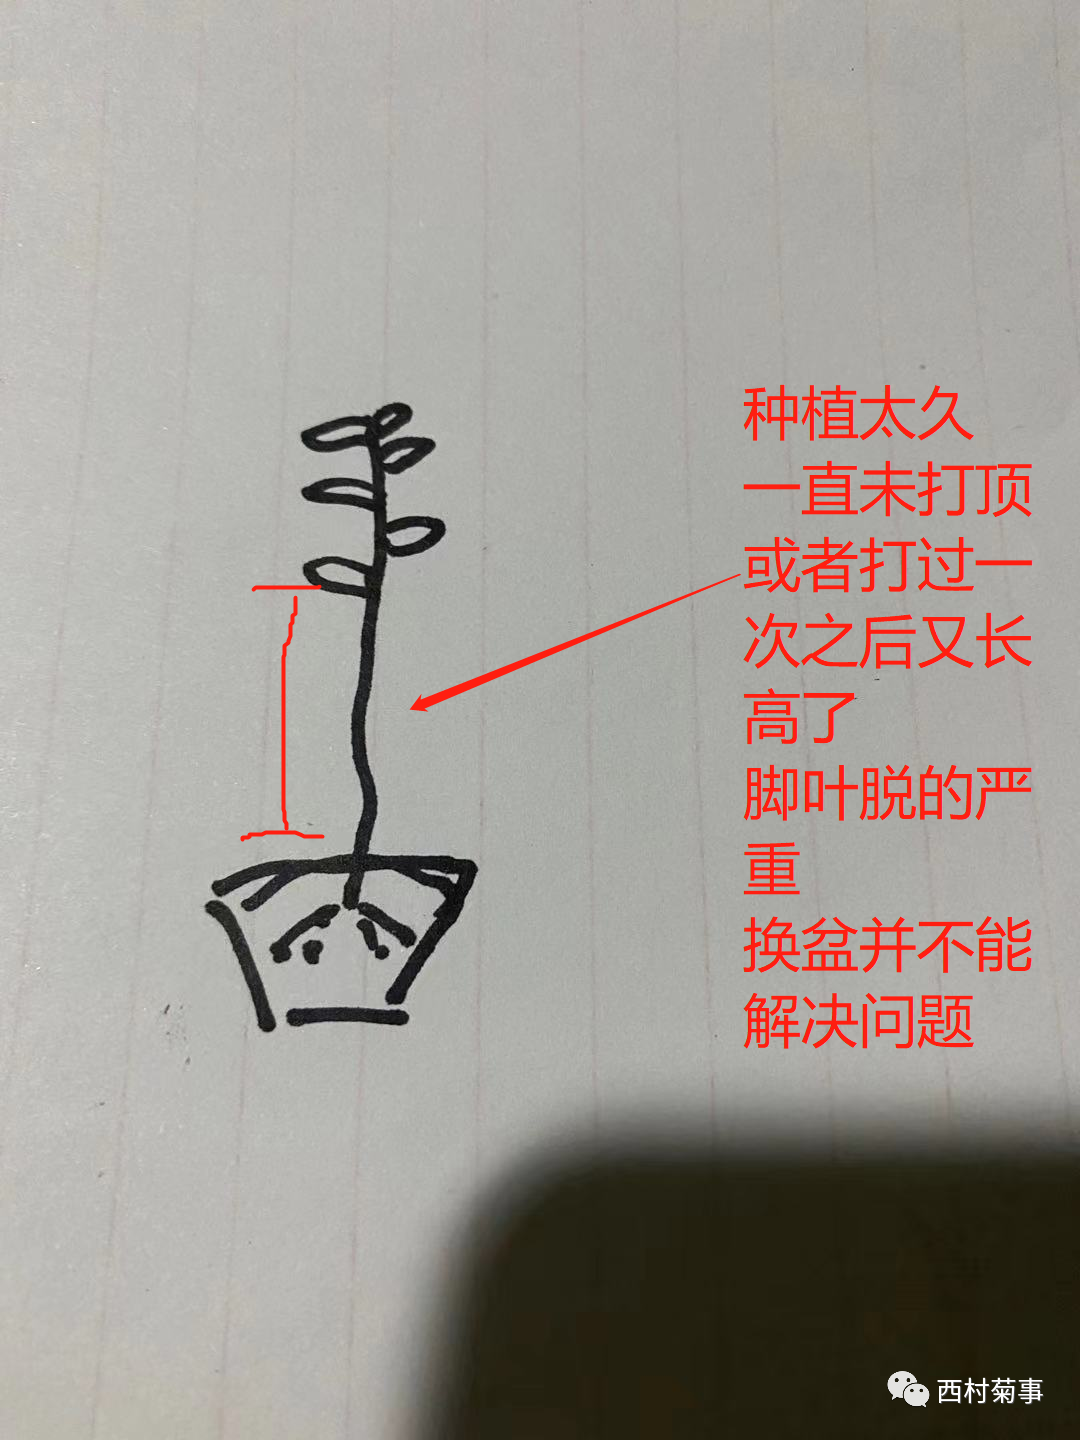 种植太久
一直未打顶
或者打过一
次之后又长
高了
脚叶脱的严
重
换盆并不能
解决问题
西村菊事